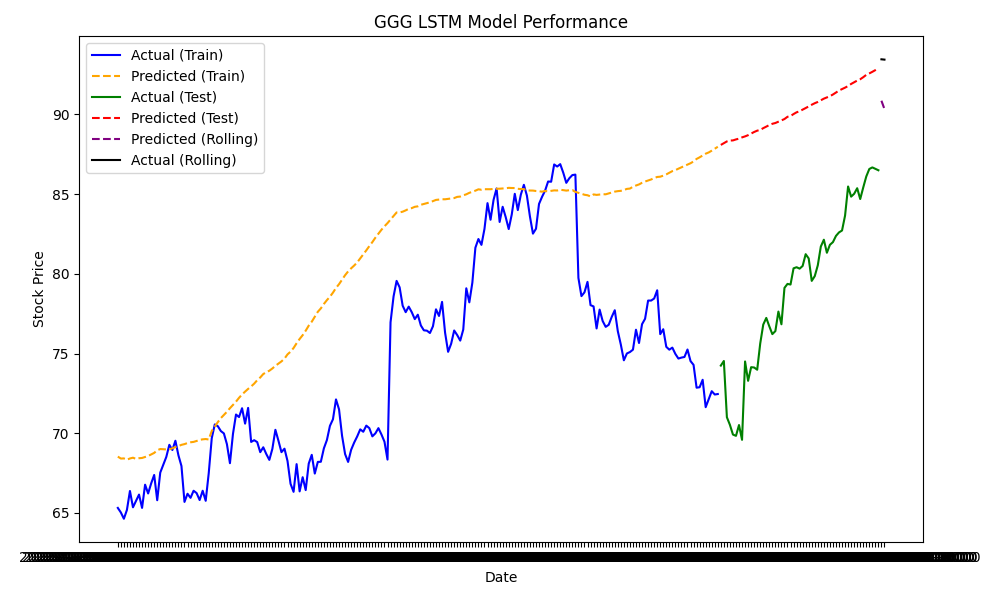 GGG LSTM Model Performance
Actual (Train)
Predicted (Train)
Actual (Test)
Predicted (Test)
Predicted (Rolling)
Actual (Rolling)
90
85
80
75
70
65
Stock Price
Date